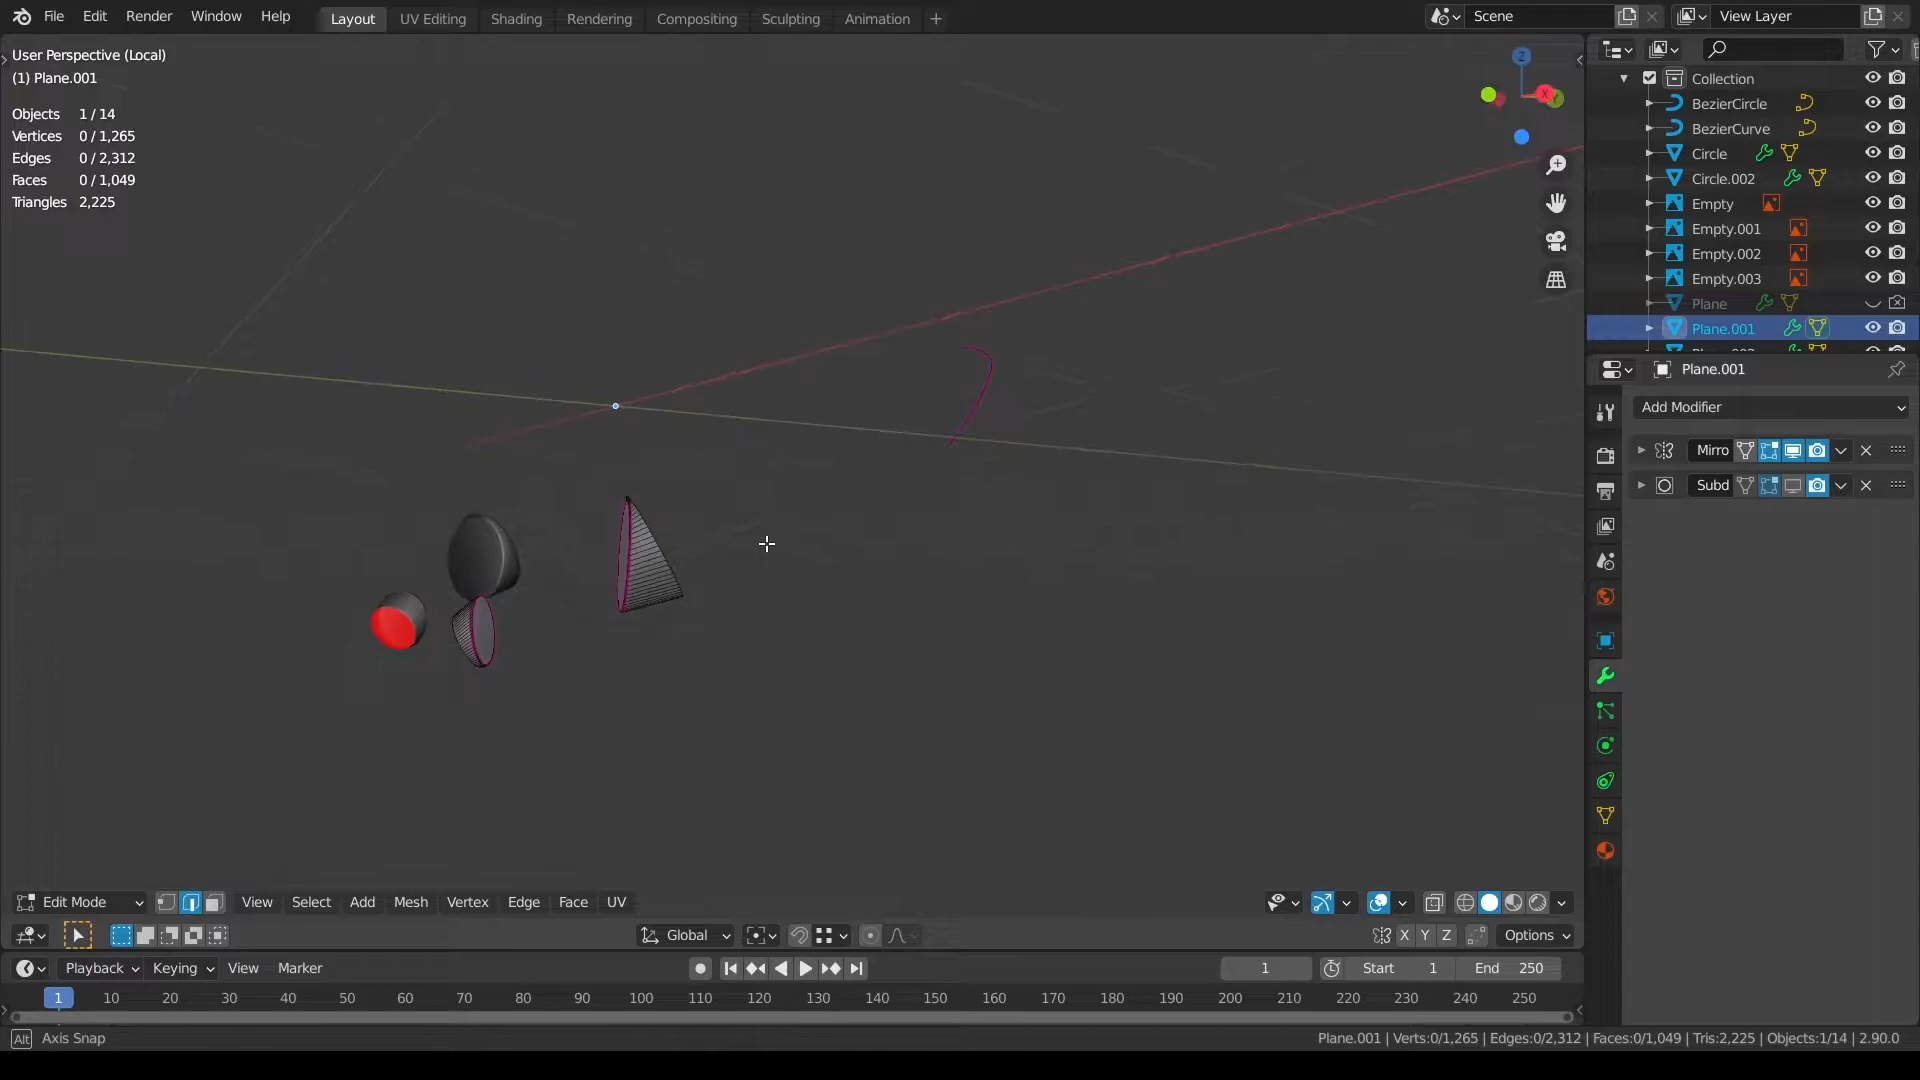 File Edit Render Window Help Layout UV Editing Shading Rendering Compositing Sculpting Animation + Scene View Layer
User Perspective (Local)
(1) Plane.001
Objects 1 / 14
Vertices 0 / 1,265
Edges 0 / 2,312
Faces 0 / 1,049
Triangles 2,225
Z
X
Y
Collection
BezierCircle
BezierCurve
Circle
Circle.002
Empty
Empty.001
Empty.002
Empty.003
Plane
Plane.001
Plane.001
Add Modifier
Mirro
Subd
Edit Mode View Select Add Mesh Vertex Edge Face UV
Global X Y Z Options
Playback Keying View Marker 1 Start 1 End 250
1 10 20 30 40 50 60 70 80 90 100 110 120 130 140 150 160 170 180 190 200 210 220 230 240 250
Alt Axis Snap Plane.001 | Verts:0/1,265 | Edges:0/2,312 | Faces:0/1,049 | Tris:2,225 | Objects:1/14 | 2.90.0